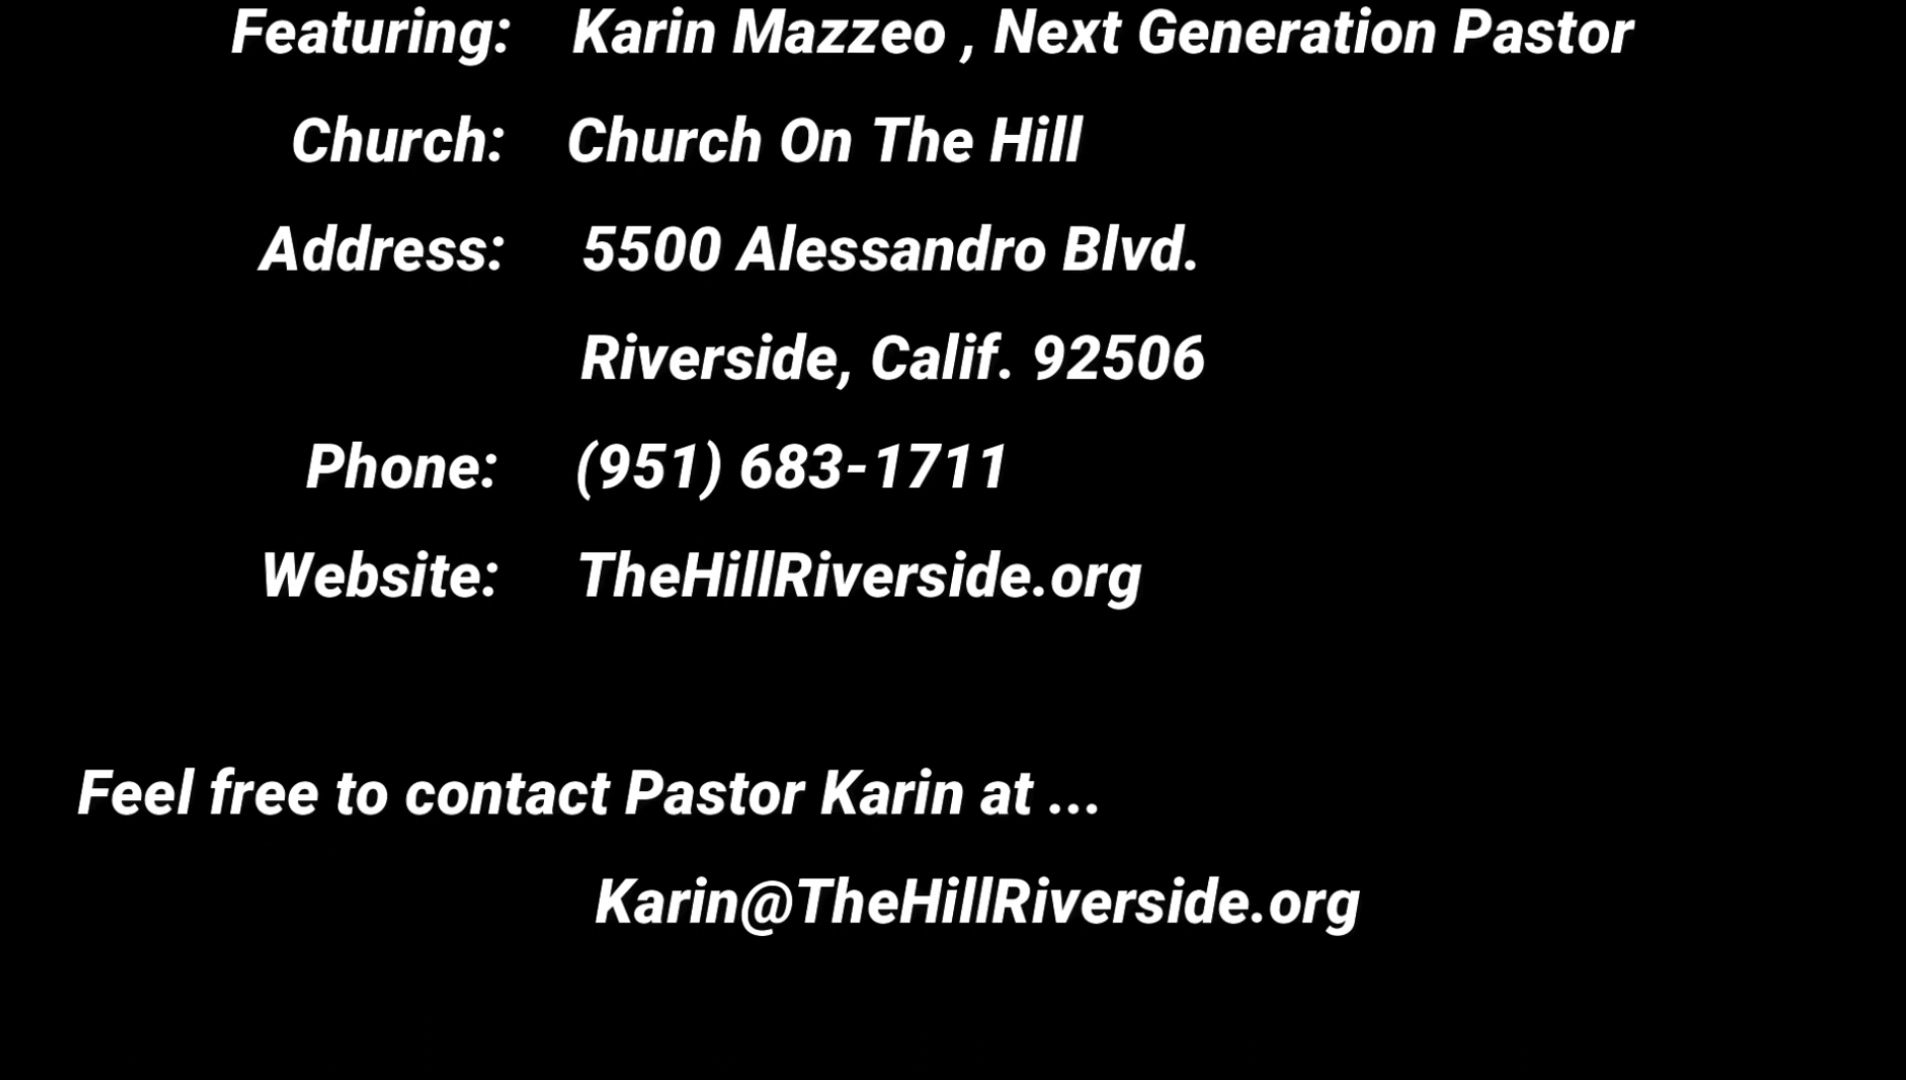 Featuring: Karin Mazzeo , Next Generation Pastor
Church: Church On The Hill
Address: 5500 Alessandro Blvd.
Riverside, Calif. 92506
Phone: (951) 683-1711
Website: TheHillRiverside.org
Feel free to contact Pastor Karin at ...
Karin@TheHillRiverside.org